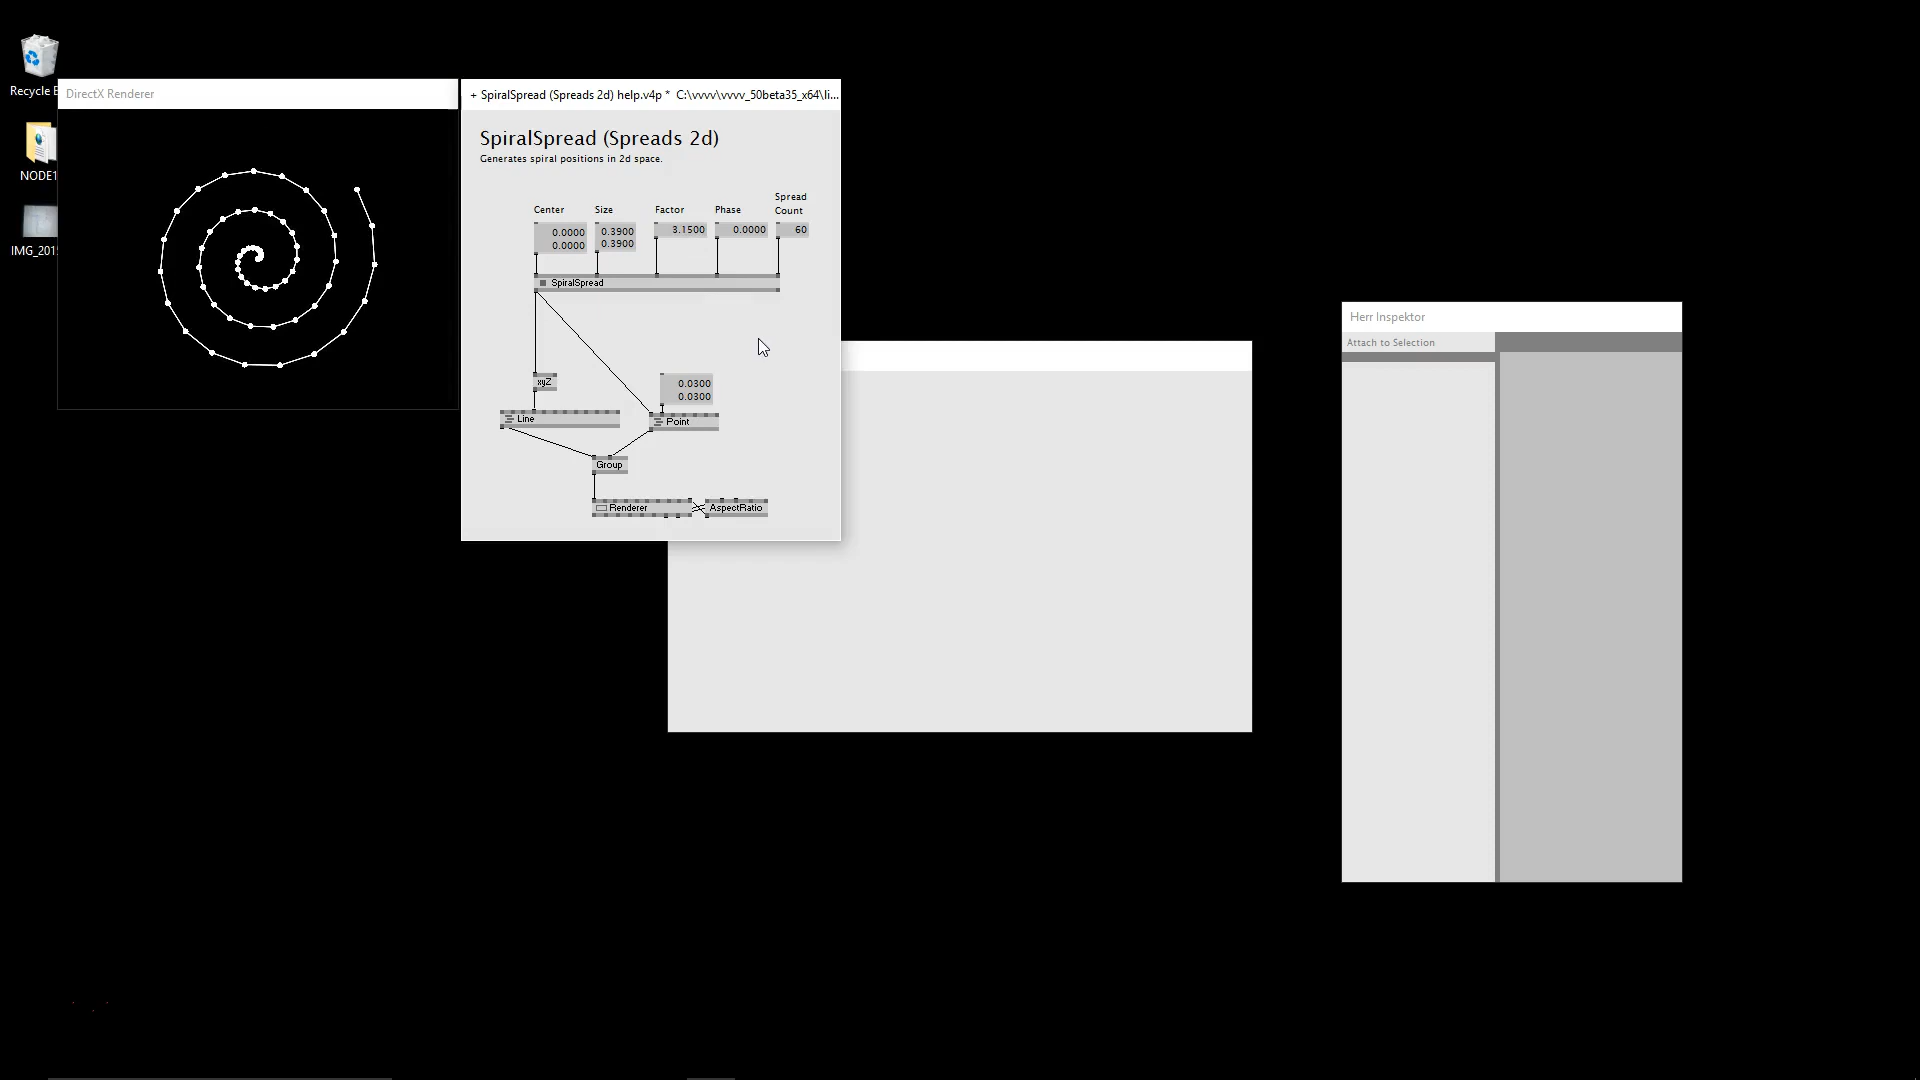 Recycle
NODE1
IMG_201
DirectX Renderer
+ SpiralSpread (Spreads 2d) help.v4p * C:\vvvv\vvvv_50beta35_x64\li...
SpiralSpread (Spreads 2d)
Generates spiral positions in 2d space.
Center
Size
Factor
Phase
Spread
Count
0.0000
0.0000
0.3900
0.3900
3.1500
0.0000
60
SpiralSpread
xyZ
0.0300
0.0300
Line
Point
Group
Renderer
AspectRatio
Herr Inspektor
Attach to Selection